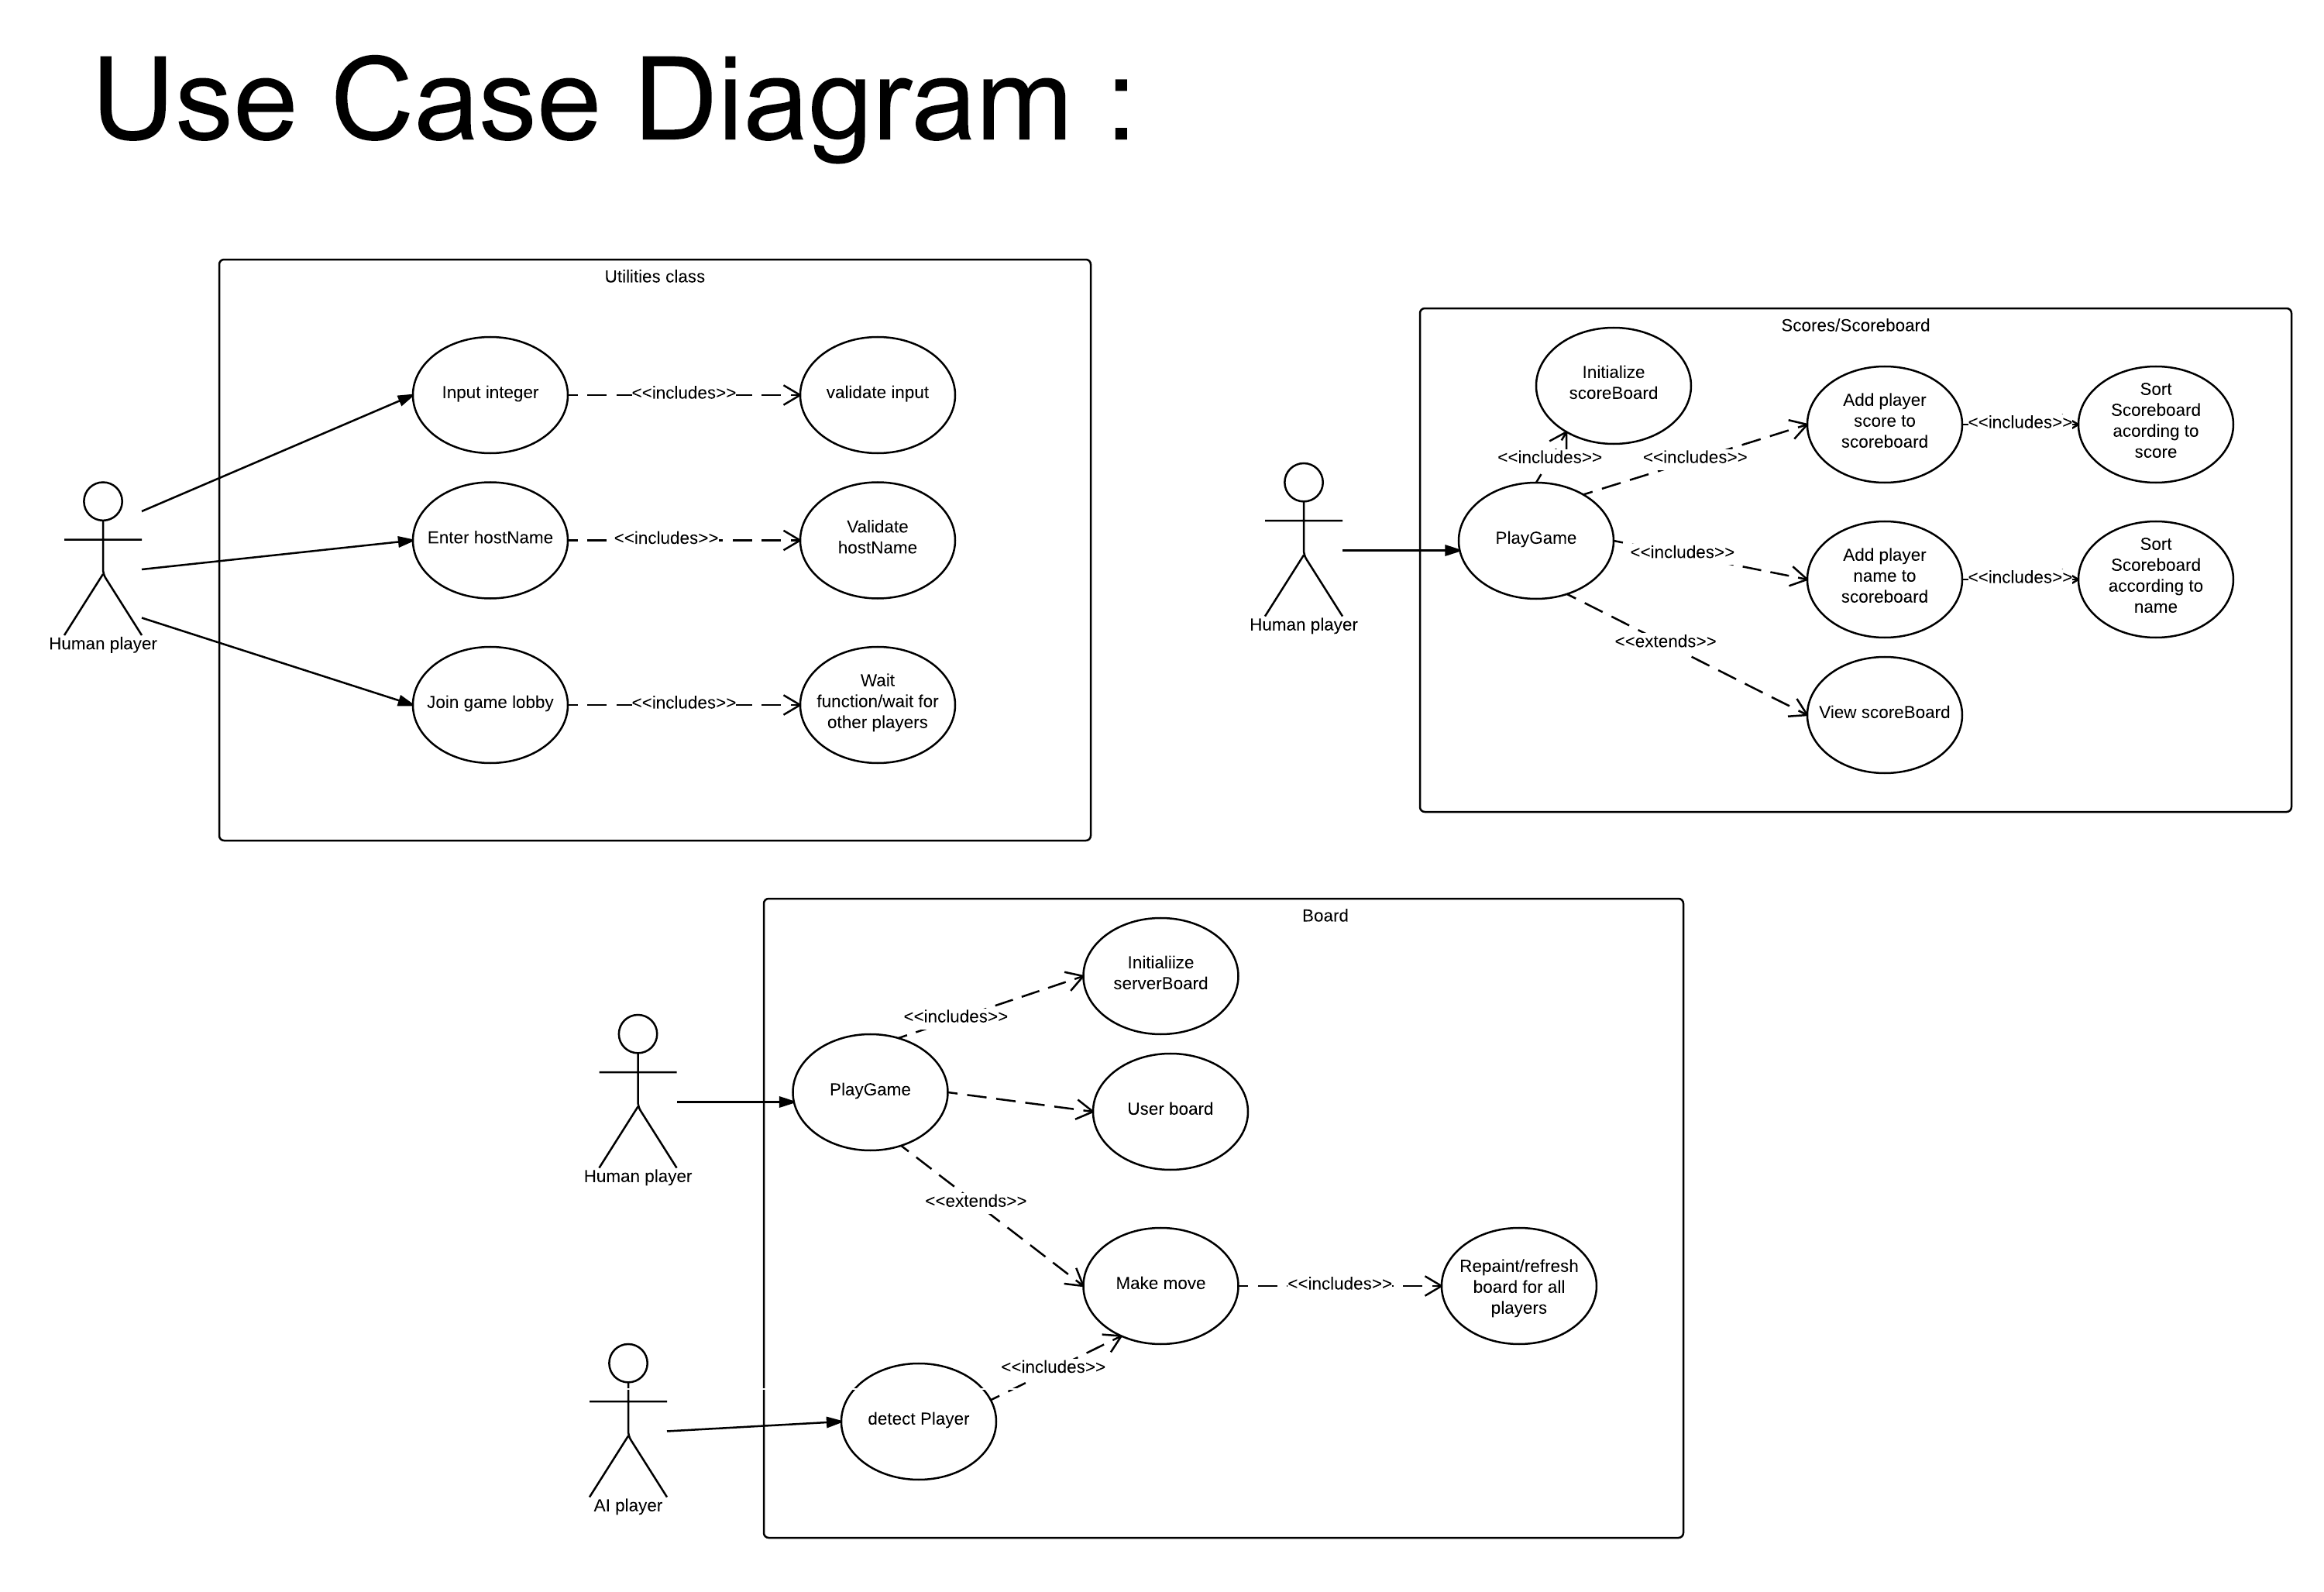 Use Case Diagram :
Utilities class
Input integer
<<includes>>
validate input
Enter hostName
<<includes>>
Validate
hostName
Join game lobby
<<includes>>
Wait
function/wait for
other players
Human player
Scores/Scoreboard
Initialize
scoreBoard
<<includes>>
<<includes>>
Add player
score to
scoreboard
<<includes>>
Sort
Scoreboard
acording to
score
PlayGame
<<includes>>
Add player
name to
scoreboard
<<includes>>
Sort
Scoreboard
according to
name
<<extends>>
View scoreBoard
Human player
Board
Initialiize
serverBoard
<<includes>>
PlayGame
User board
Human player
<<extends>>
Make move
<<includes>>
Repaint/refresh
board for all
players
<<includes>>
detect Player
AI player